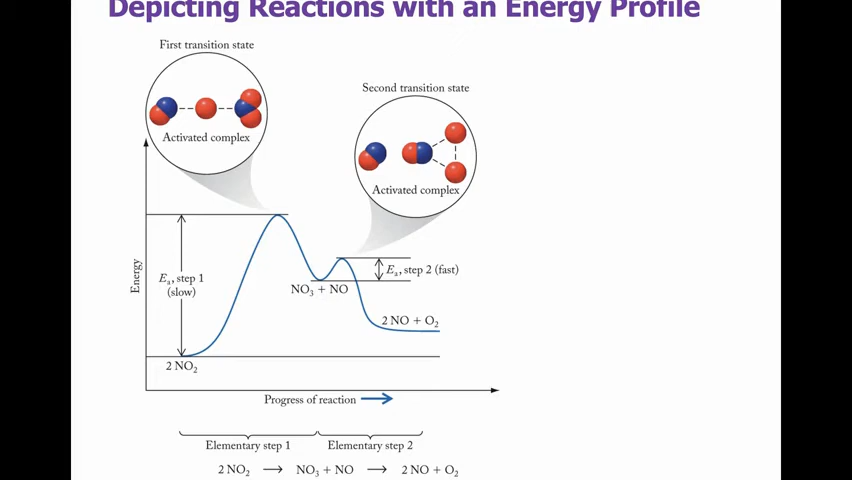 Depicting Reactions with an Energy Profile
First transition state
Activated complex
Second transition state
Activated complex
Energy
Eₐ, step 1
(slow)
Eₐ, step 2 (fast)
NO₃ + NO
2 NO + O₂
2 NO₂
Progress of reaction
Elementary step 1
Elementary step 2
2 NO₂ → NO₃ + NO → 2 NO + O₂